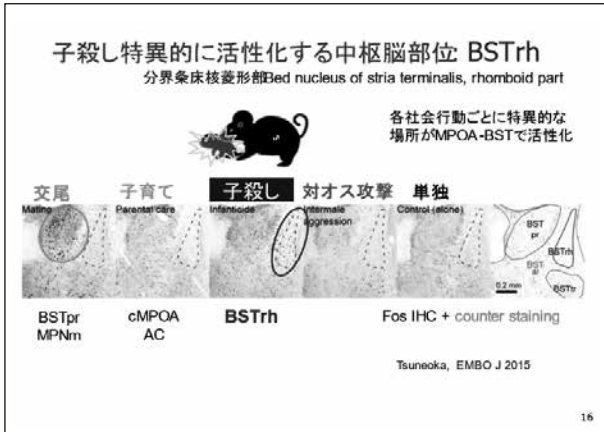 子殺し特異的に活性化する中枢脳部位: BSTrh
分界条床核菱形部Bed nucleus of stria terminalis, rhomboid part
各社会行動ごとに特異的な
場所がMPOA-BSTで活性化
交尾 子育て 子殺し 対オス攻撃 単独
Mating Parental care Infanticide Intermale aggression Control (alone)
BST
pr
BSTrh
BST
al
BSTtr
0.2 mm
BSTpr
MPNm
cMPOA
AC
BSTrh
Fos IHC + counter staining
Tsuneoka, EMBO J 2015
16